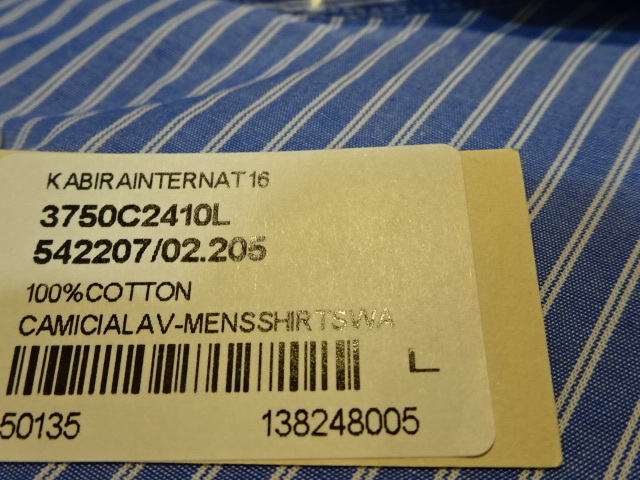 KABIRAINTERNAT16
3750C2410L
542207/02.205
100%COTTON
CAMICIALAV-MENSSHIRTSWA
L
50135 138248005